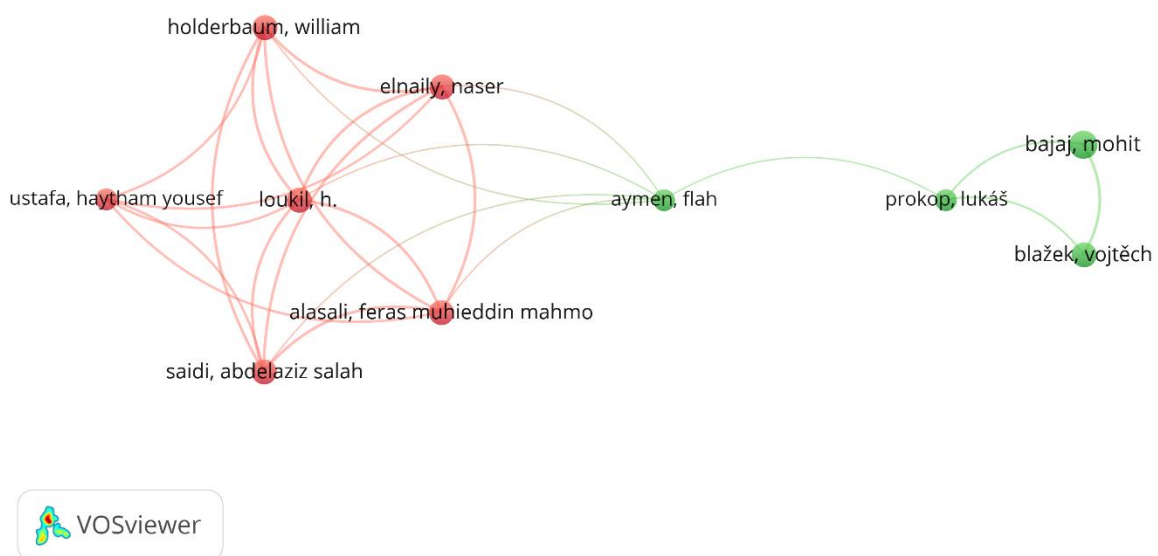 holderbaum, william
elnaily, naser
bajaj, mohit
ustafa, haytham yousef
loukil, h.
aymen, flah
prokop, lukáš
blažek, vojtěch
alasali, feras muhieddin mahmo
saidi, abdelaziz salah
VOSviewer